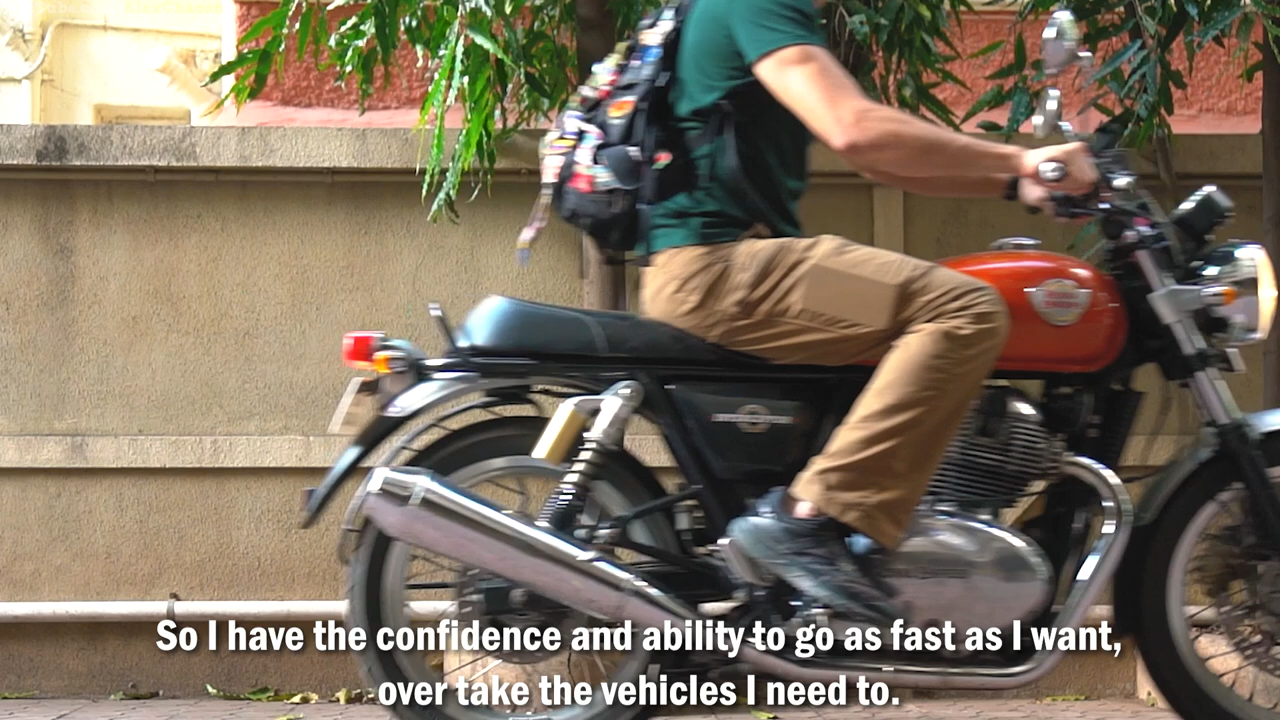 So I have the confidence and ability to go as fast as I want,
over take the vehicles I need to.